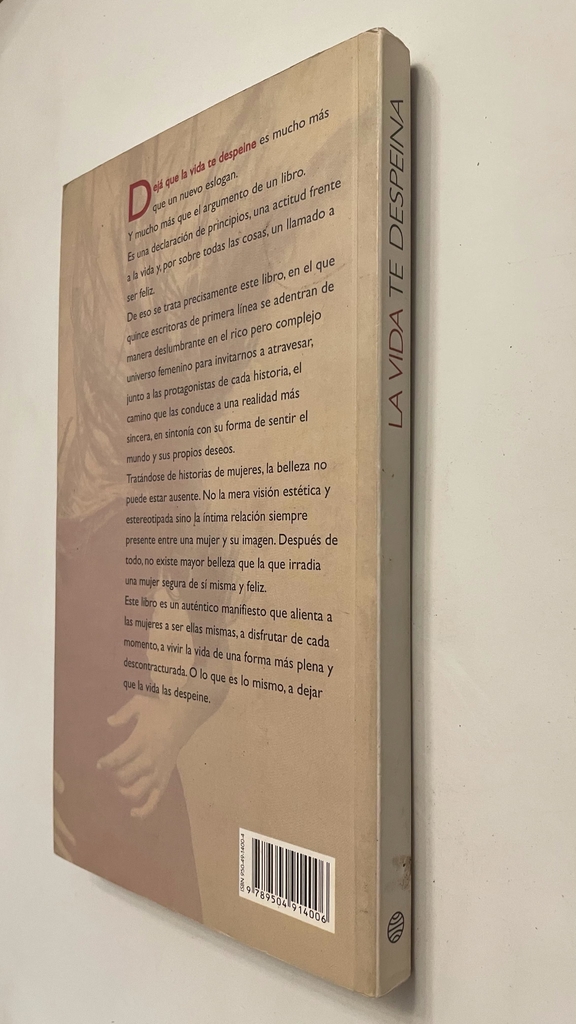 Dejá que la vida te despeine es mucho más
que un nuevo eslogan.
Y mucho más que el argumento de un libro.
Es una declaración de principios, una actitud frente
a la vida y, por sobre todas las cosas, un llamado a
ser feliz.
De eso se trata precisamente este libro, en el que
quince escritoras de primera línea se adentran de
manera deslumbrante en el rico pero complejo
universo femenino para invitarnos a atravesar,
junto a las protagonistas de cada historia, el
camino que las conduce a una realidad más
sincera, en sintonía con su forma de sentir el
mundo y sus propios deseos.
Tratándose de historias de mujeres, la belleza no
puede estar ausente. No la mera visión estética y
estereotipada sino la íntima relación siempre
presente entre una mujer y su imagen. Después de
todo, no existe mayor belleza que la que irradia
una mujer segura de sí misma y feliz.
Este libro es un auténtico manifiesto que alienta a
las mujeres a ser ellas mismas, a disfrutar de cada
momento, a vivir la vida de una forma más plena y
descontracturada. O lo que es lo mismo, a dejar
que la vida las despeine.
ISBN 950-49-1400-4
9 789504 914006
LA VIDA TE DESPEINA